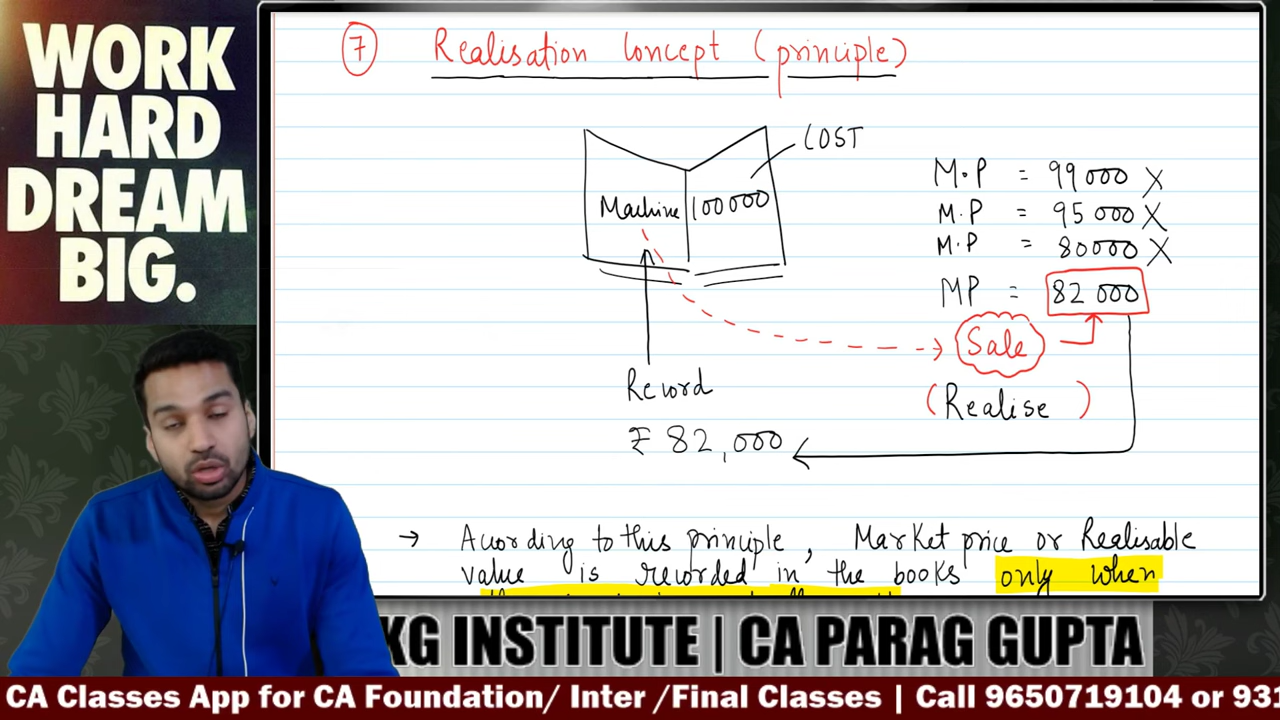 WORK
HARD
DREAM
BIG.
7 Realisation Concept (principle)
COST
Machine 100000
M.P = 99000 X
M.P = 95000 X
M.P = 80000 X
MP = 82000
Sale
(Realise)
Record
₹ 82,000
→ According to this principle, Market price or Realisable
value is recorded in the books only when
KG INSTITUTE | CA PARAG GUPTA
CA Classes App for CA Foundation/ Inter /Final Classes | Call 9650719104 or 931